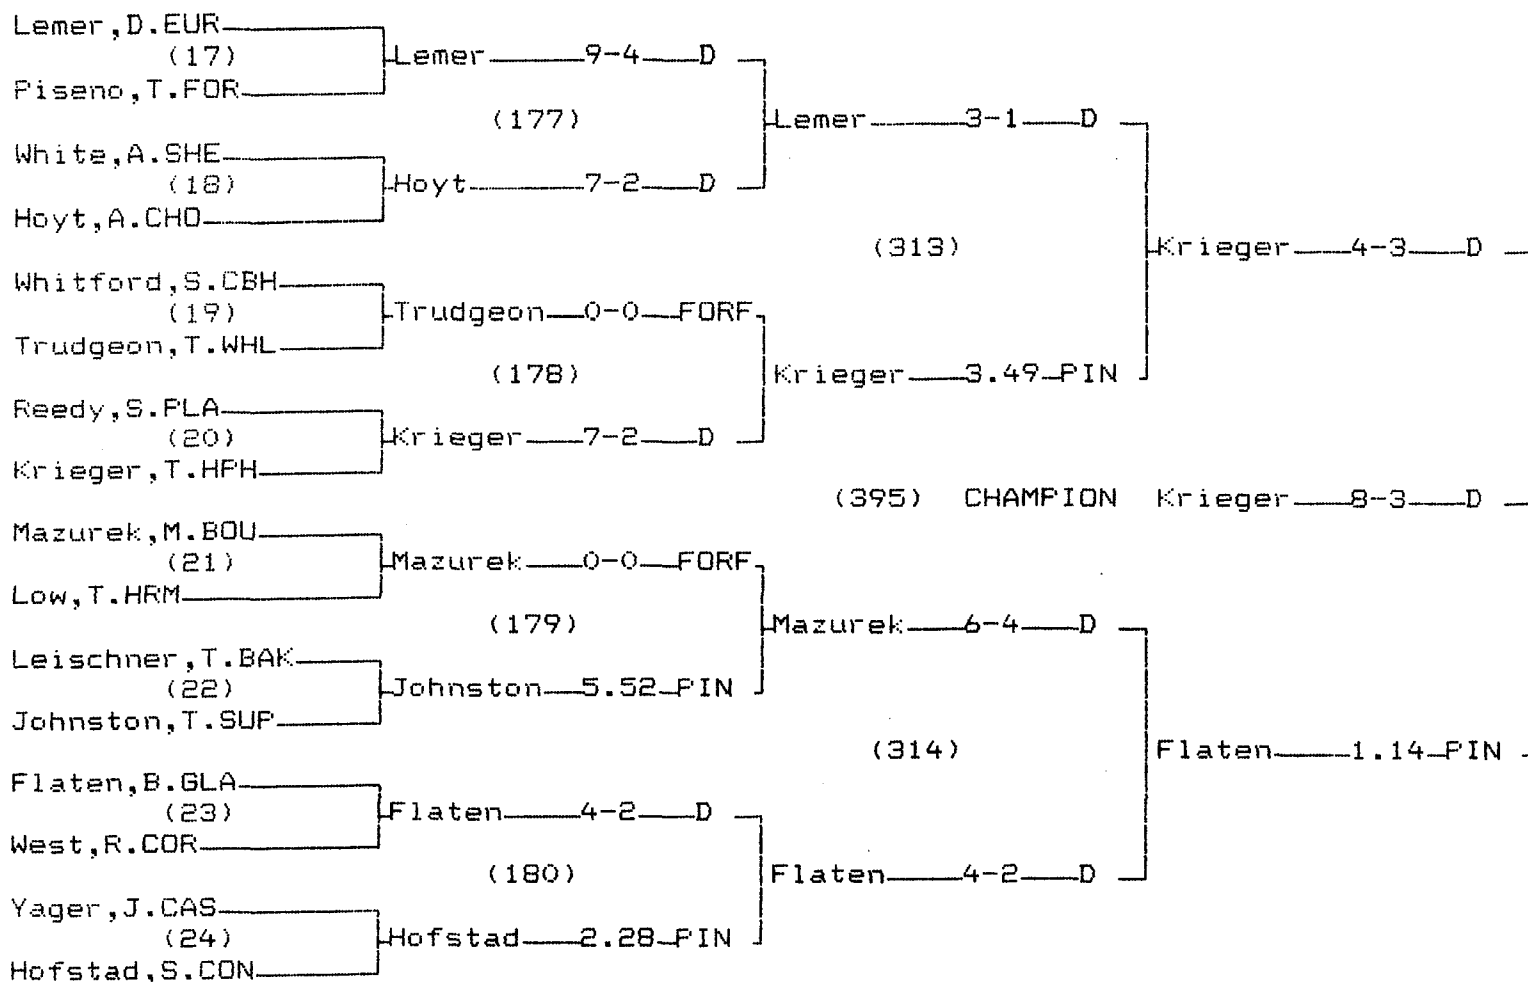 Lemer,D.EUR
(17) Lemer 9-4 D
Piseno,T.FOR
(177) Lemer 3-1 D
White,A.SHE
(18) Hoyt 7-2 D
Hoyt,A.CHO
(313) Krieger 4-3 D
Whitford,S.CBH
(19) Trudgeon 0-0 FORF
Trudgeon,T.WHL
(178) Krieger 3.49 PIN
Reedy,S.PLA
(20) Krieger 7-2 D
Krieger,T.HPH
(395) CHAMPION Krieger 8-3 D
Mazurek,M.BOU
(21) Mazurek 0-0 FORF
Low,T.HRM
(179) Mazurek 6-4 D
Leischner,T.BAK
(22) Johnston 5.52 PIN
Johnston,T.SUP
(314) Flaten 1.14 PIN
Flaten,B.GLA
(23) Flaten 4-2 D
West,R.COR
(180) Flaten 4-2 D
Yager,J.CAS
(24) Hofstad 2.28 PIN
Hofstad,S.CON